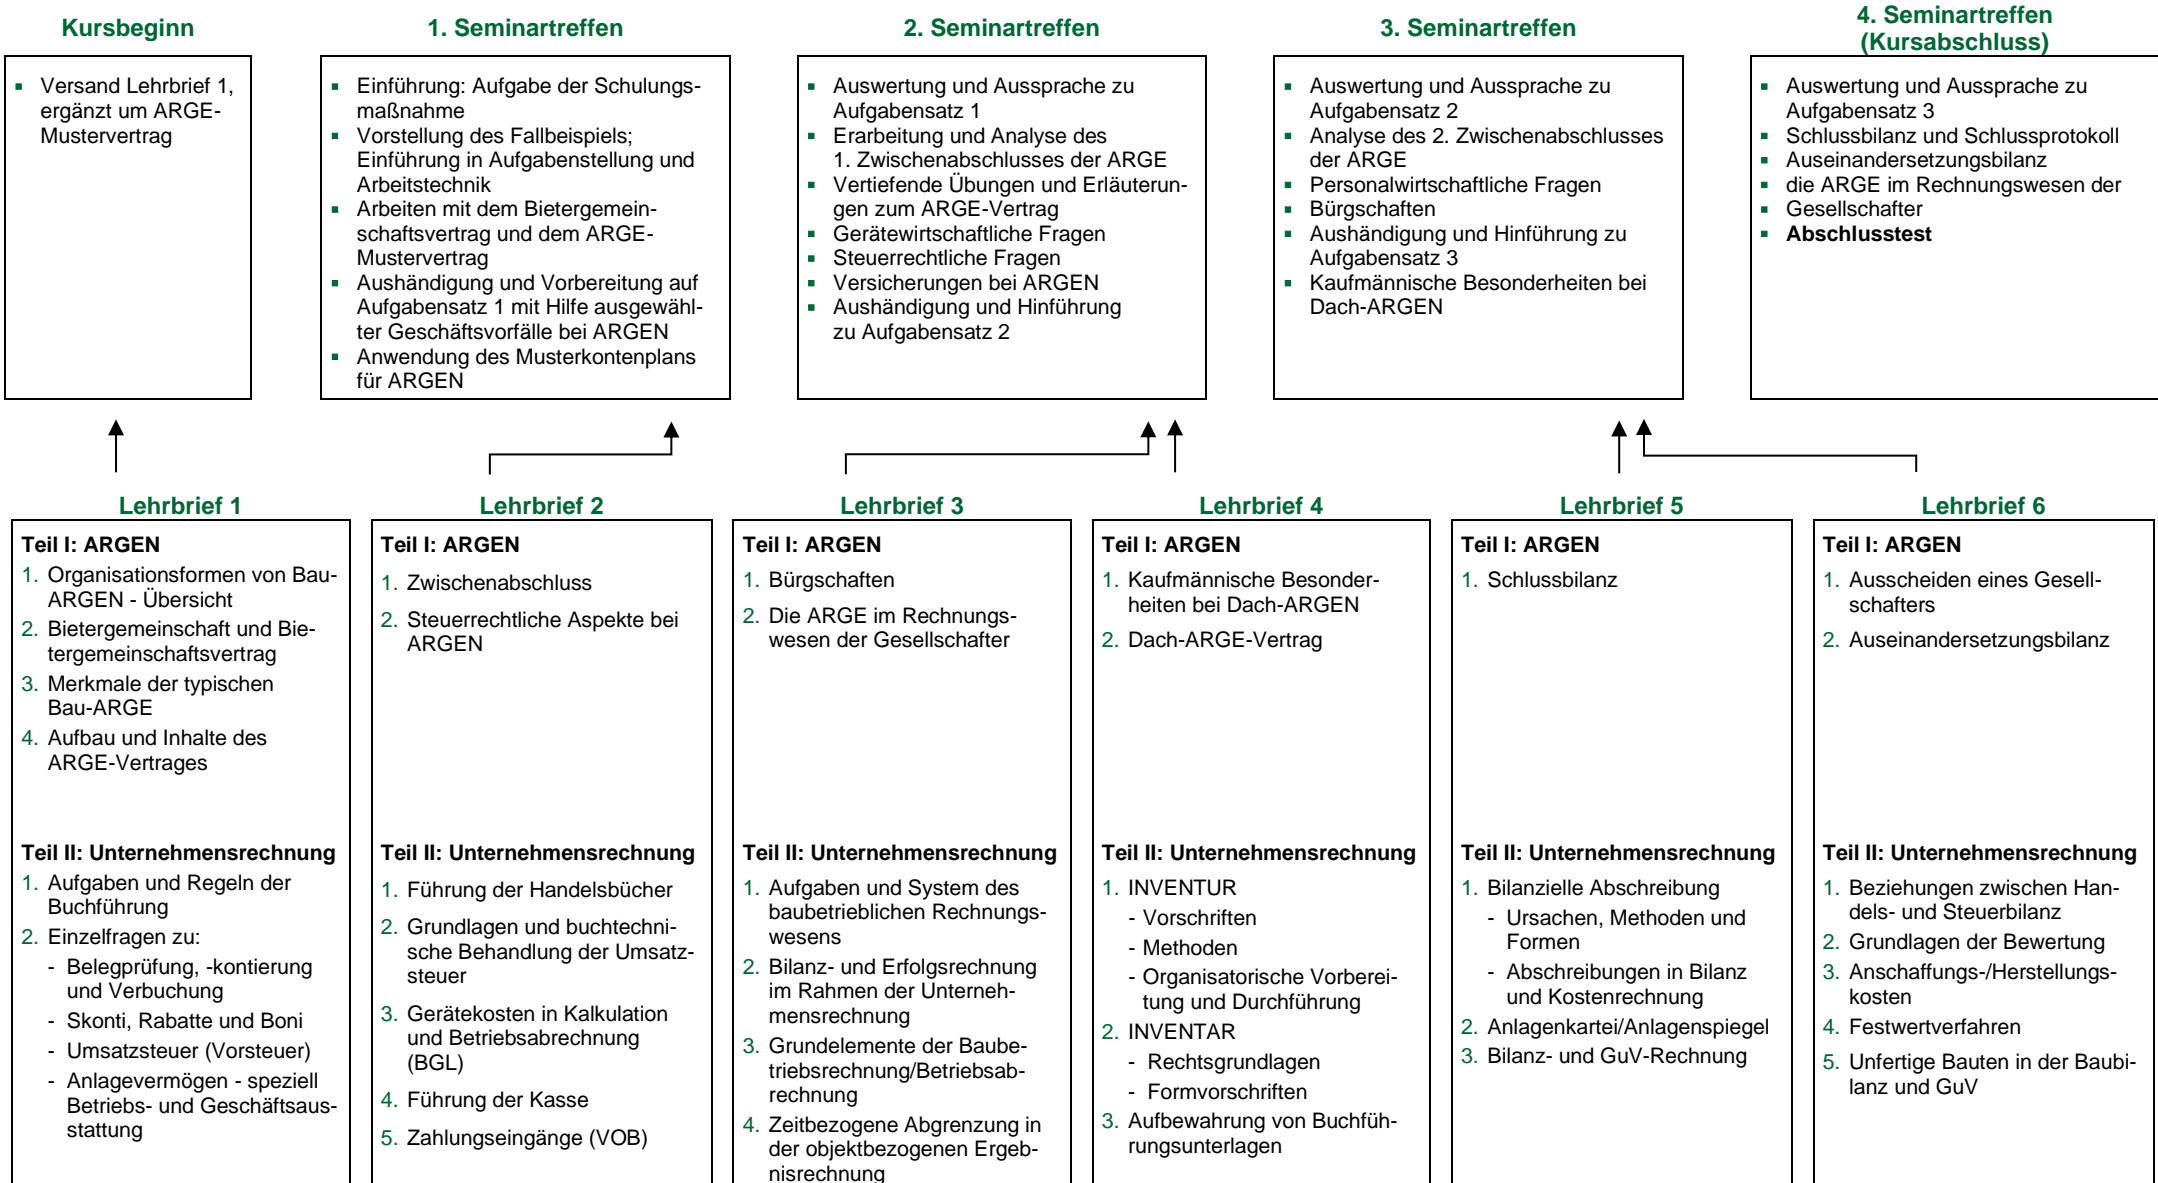 Kursbeginn
▪ Versand Lehrbrief 1,
ergänzt um ARGE-
Mustervertrag
1. Seminartreffen
▪ Einführung: Aufgabe der Schulungs-
maßnahme
▪ Vorstellung des Fallbeispiels;
Einführung in Aufgabenstellung und
Arbeitstechnik
▪ Arbeiten mit dem Bietergemein-
schaftsvertrag und dem ARGE-
Mustervertrag
▪ Aushändigung und Vorbereitung auf
Aufgabensatz 1 mit Hilfe ausgewähl-
ter Geschäftsvorfälle bei ARGEN
▪ Anwendung des Musterkontenplans
für ARGEN
2. Seminartreffen
▪ Auswertung und Aussprache zu
Aufgabensatz 1
▪ Erarbeitung und Analyse des
1. Zwischenabschlusses der ARGE
▪ Vertiefende Übungen und Erläuterun-
gen zum ARGE-Vertrag
▪ Gerätewirtschaftliche Fragen
▪ Steuerrechtliche Fragen
▪ Versicherungen bei ARGEN
▪ Aushändigung und Hinführung
zu Aufgabensatz 2
3. Seminartreffen
▪ Auswertung und Aussprache zu
Aufgabensatz 2
▪ Analyse des 2. Zwischenabschlusses
der ARGE
▪ Personalwirtschaftliche Fragen
▪ Bürgschaften
▪ Aushändigung und Hinführung zu
Aufgabensatz 3
▪ Kaufmännische Besonderheiten bei
Dach-ARGEN
4. Seminartreffen
(Kursabschluss)
▪ Auswertung und Aussprache zu
Aufgabensatz 3
▪ Schlussbilanz und Schlussprotokoll
▪ Auseinandersetzungsbilanz
▪ die ARGE im Rechnungswesen der
▪ Gesellschafter
▪ Abschlusstest
Lehrbrief 1
Teil I: ARGEN
1. Organisationsformen von Bau-
ARGEN - Übersicht
2. Bietergemeinschaft und Bie-
tergemeinschaftsvertrag
3. Merkmale der typischen
Bau-ARGE
4. Aufbau und Inhalte des
ARGE-Vertrages
Teil II: Unternehmensrechnung
1. Aufgaben und Regeln der
Buchführung
2. Einzelfragen zu:
- Belegprüfung, -kontierung
und Verbuchung
- Skonti, Rabatte und Boni
- Umsatzsteuer (Vorsteuer)
- Anlagevermögen - speziell
Betriebs- und Geschäftsaus-
stattung
Lehrbrief 2
Teil I: ARGEN
1. Zwischenabschluss
2. Steuerrechtliche Aspekte bei
ARGEN
Teil II: Unternehmensrechnung
1. Führung der Handelsbücher
2. Grundlagen und buchtechni-
sche Behandlung der Umsatz-
steuer
3. Gerätekosten in Kalkulation
und Betriebsabrechnung
(BGL)
4. Führung der Kasse
5. Zahlungseingänge (VOB)
Lehrbrief 3
Teil I: ARGEN
1. Bürgschaften
2. Die ARGE im Rechnungs-
wesen der Gesellschafter
Teil II: Unternehmensrechnung
1. Aufgaben und System des
baubetrieblichen Rechnungs-
wesens
2. Bilanz- und Erfolgsrechnung
im Rahmen der Unterneh-
mensrechnung
3. Grundelemente der Baube-
triebsrechnung/Betriebsab-
rechnung
4. Zeitbezogene Abgrenzung in
der objektbezogenen Ergeb-
nisrechnung
Lehrbrief 4
Teil I: ARGEN
1. Kaufmännische Besonder-
heiten bei Dach-ARGEN
2. Dach-ARGE-Vertrag
Teil II: Unternehmensrechnung
1. INVENTUR
- Vorschriften
- Methoden
- Organisatorische Vorberei-
tung und Durchführung
2. INVENTAR
- Rechtsgrundlagen
- Formvorschriften
3. Aufbewahrung von Buchfüh-
rungsunterlagen
Lehrbrief 5
Teil I: ARGEN
1. Schlussbilanz
Teil II: Unternehmensrechnung
1. Bilanzielle Abschreibung
- Ursachen, Methoden und
Formen
- Abschreibungen in Bilanz
und Kostenrechnung
2. Anlagenkartei/Anlagenspiegel
3. Bilanz- und GuV-Rechnung
Lehrbrief 6
Teil I: ARGEN
1. Ausscheiden eines Gesell-
schafters
2. Auseinandersetzungsbilanz
Teil II: Unternehmensrechnung
1. Beziehungen zwischen Han-
dels- und Steuerbilanz
2. Grundlagen der Bewertung
3. Anschaffungs-/Herstellungs-
kosten
4. Festwertverfahren
5. Unfertige Bauten in der Baubi-
lanz und GuV